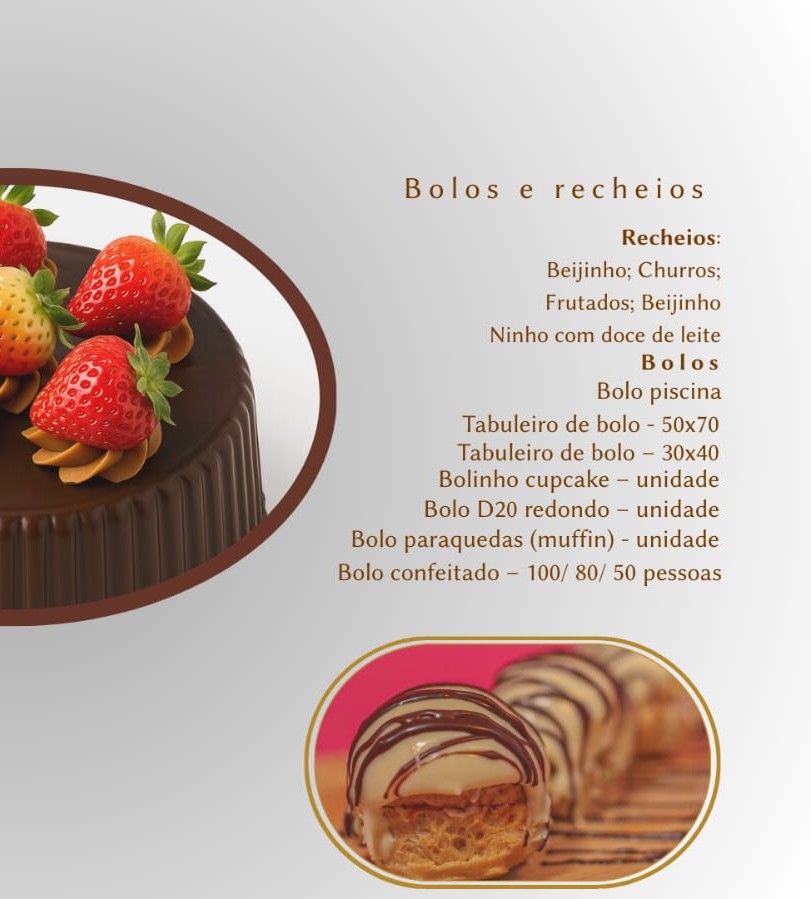 Bolos e recheios
Recheios:
Beijinho; Churros;
Frutados; Beijinho
Ninho com doce de leite
Bolos
Bolo piscina
Tabuleiro de bolo - 50x70
Tabuleiro de bolo – 30x40
Bolinho cupcake – unidade
Bolo D20 redondo – unidade
Bolo paraquedas (muffin) - unidade
Bolo confeitado – 100/ 80/ 50 pessoas